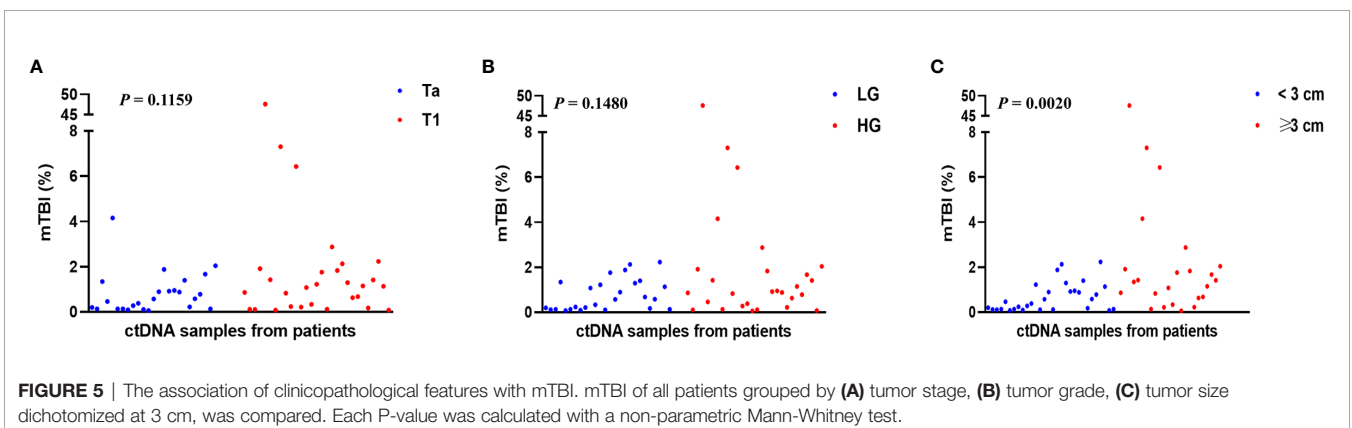 A
B
C
P = 0.1159
Ta
T1
50
45
8
6
4
2
0
mTBI (%)
ctDNA samples from patients
P = 0.1480
LG
HG
50
45
8
6
4
2
0
mTBI (%)
ctDNA samples from patients
P = 0.0020
< 3 cm
⩾3 cm
50
45
8
6
4
2
0
mTBI (%)
ctDNA samples from patients
FIGURE 5 | The association of clinicopathological features with mTBI. mTBI of all patients grouped by (A) tumor stage, (B) tumor grade, (C) tumor size
dichotomized at 3 cm, was compared. Each P-value was calculated with a non-parametric Mann-Whitney test.